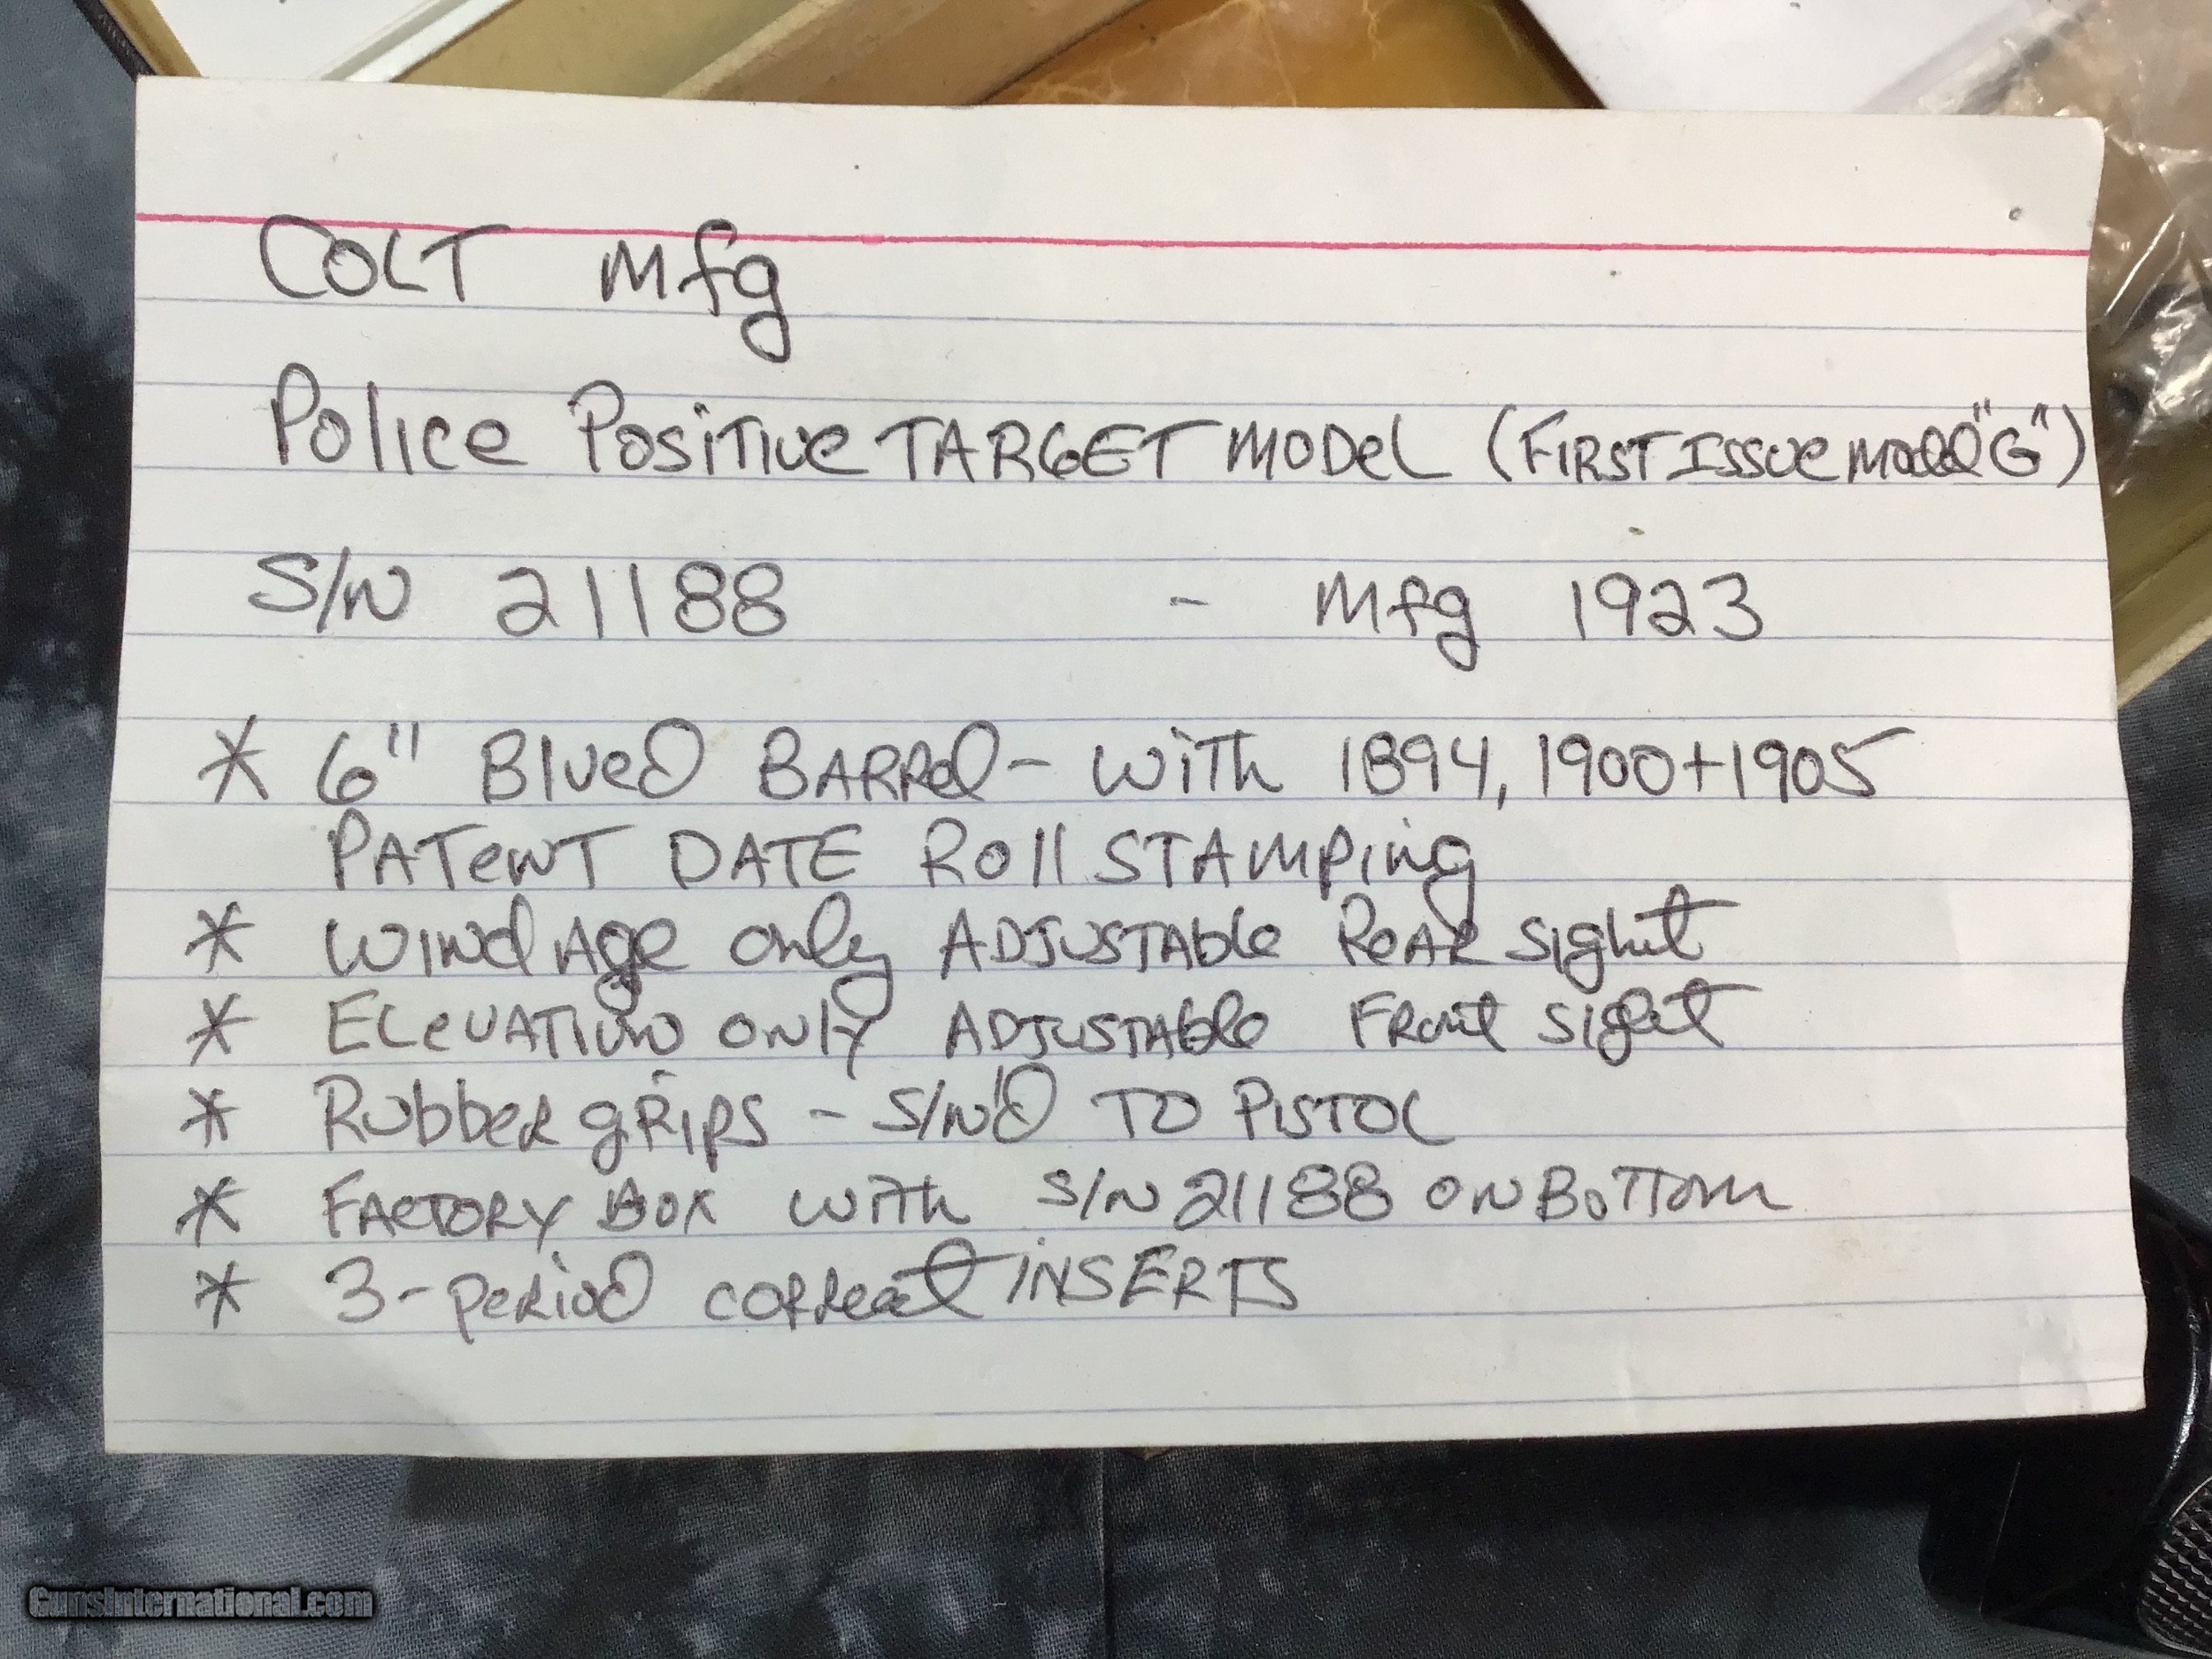 COLT Mfg
Police Positive TARGET MODEL (FIRST ISSUE Model "G")
S/N 21188 - Mfg 1923
* 6" Blued BARRel - with 1894, 1900 + 1905
PATENT DATE Roll STAMPing
* WindAge only ADJUSTAble ReAR sight
* ELeVATION ONLY ADJUSTAble Front sight
* Rubber gRips - S/N'd TO PISTOL
* FACTORY BOX with S/N 21188 ON BOTTom
* 3-peRiod correct INSERTS
GunsInternational.com